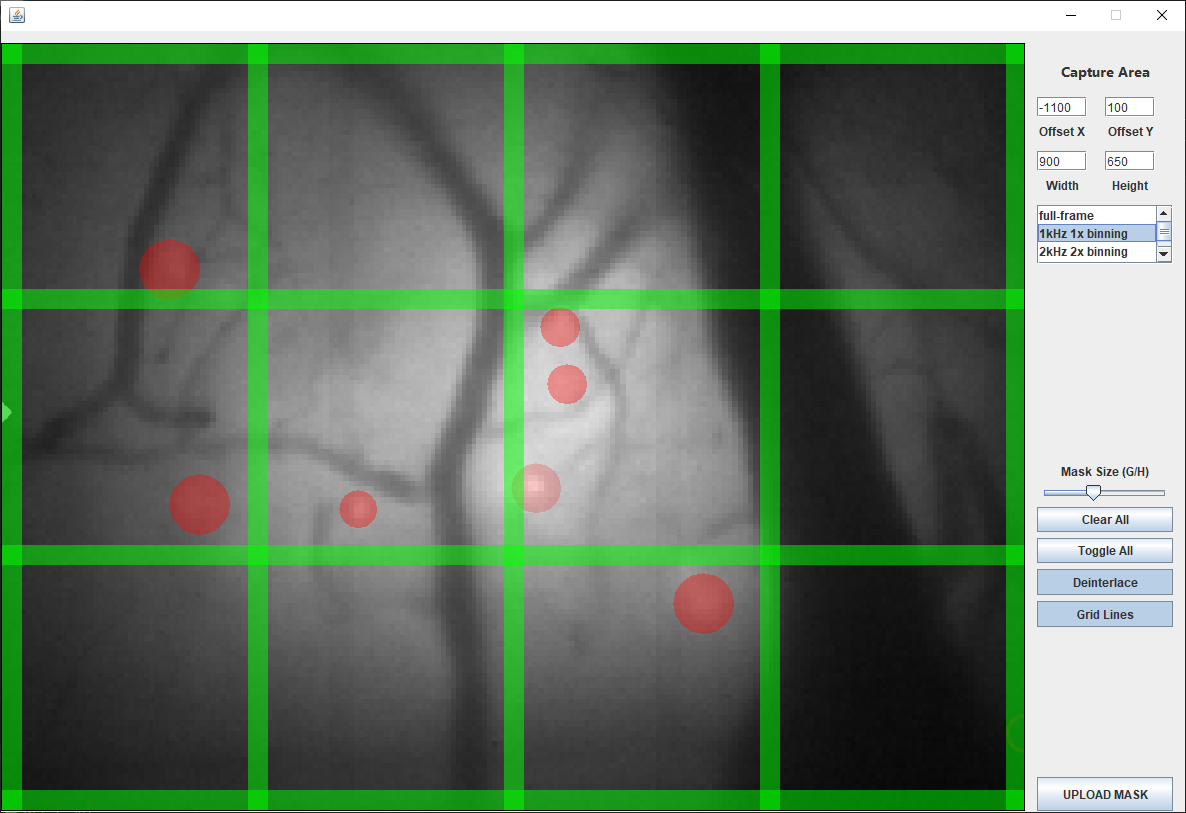 Capture Area
-1100 100
Offset X Offset Y
900 650
Width Height
full-frame
1kHz 1x binning
2kHz 2x binning
Mask Size (G/H)
Clear All
Toggle All
Deinterlace
Grid Lines
UPLOAD MASK